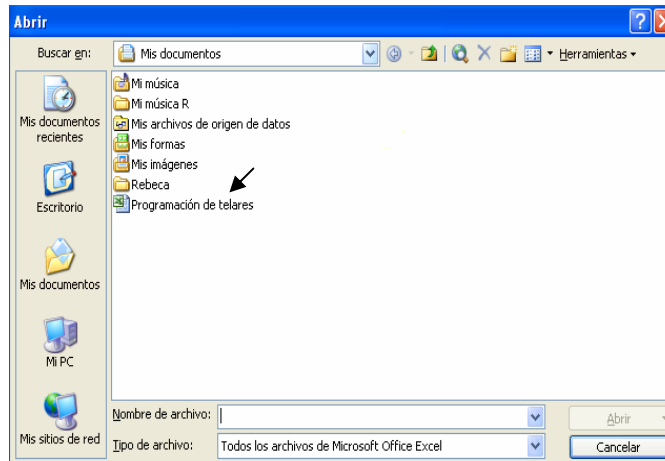 Abrir
Buscar en:
Mis documentos
Herramientas
Mis documentos
recientes
Escritorio
Mis documentos
Mi PC
Mis sitios de red
Mi música
Mi música R
Mis archivos de origen de datos
Mis formas
Mis imágenes
Rebeca
Programación de telares
Nombre de archivo:
Abrir
Tipo de archivo:
Todos los archivos de Microsoft Office Excel
Cancelar